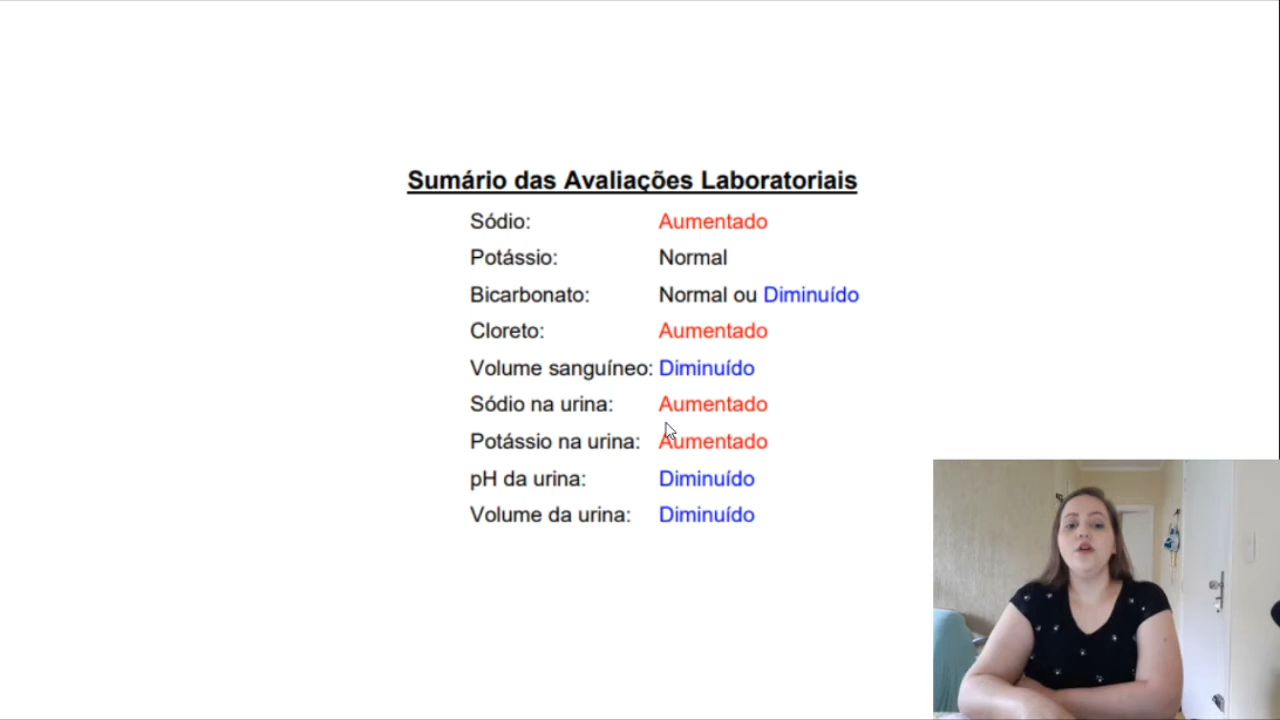 Sumário das Avaliações Laboratoriais
Sódio: Aumentado
Potássio: Normal
Bicarbonato: Normal ou Diminuído
Cloreto: Aumentado
Volume sanguíneo: Diminuído
Sódio na urina: Aumentado
Potássio na urina: Aumentado
pH da urina: Diminuído
Volume da urina: Diminuído